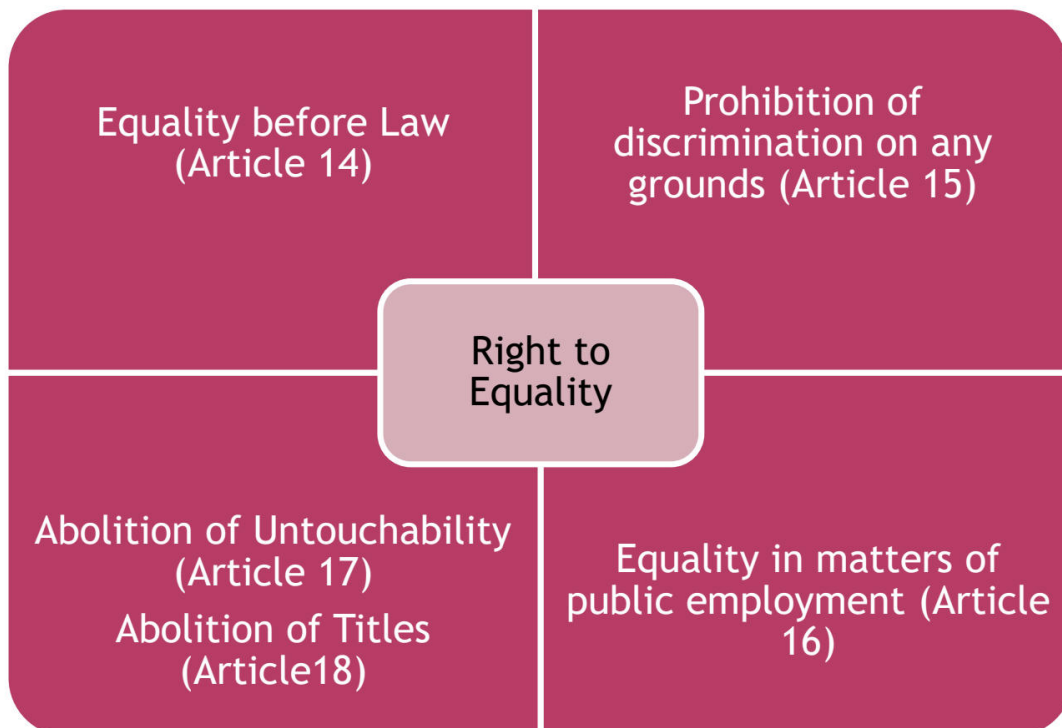 Equality before Law
(Article 14)
Prohibition of
discrimination on any
grounds (Article 15)
Right to
Equality
Abolition of Untouchability
(Article 17)
Abolition of Titles
(Article18)
Equality in matters of
public employment (Article
16)